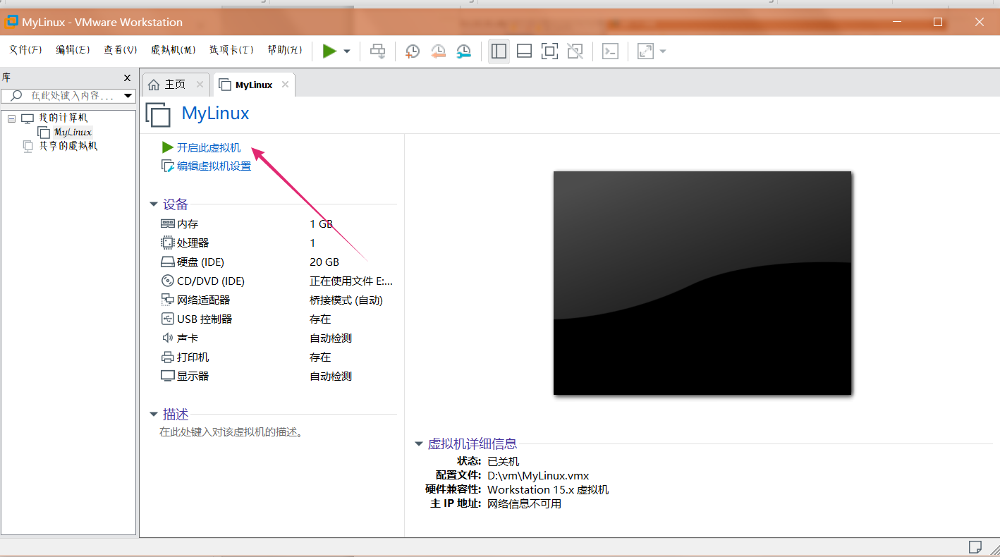 MyLinux - VMware Workstation
文件(F) 编辑(E) 查看(V) 虚拟机(M) 选项卡(T) 帮助(H)
库
在此处键入内容...
我的计算机
MyLinux
共享的虚拟机
主页 MyLinux
MyLinux
开启此虚拟机
编辑虚拟机设置
设备
内存 1 GB
处理器 1
硬盘 (IDE) 20 GB
CD/DVD (IDE) 正在使用文件 E:...
网络适配器 桥接模式 (自动)
USB 控制器 存在
声卡 自动检测
打印机 存在
显示器 自动检测
描述
在此处键入对该虚拟机的描述。
虚拟机详细信息
状态: 已关机
配置文件: D:\vm\MyLinux.vmx
硬件兼容性: Workstation 15.x 虚拟机
主 IP 地址: 网络信息不可用